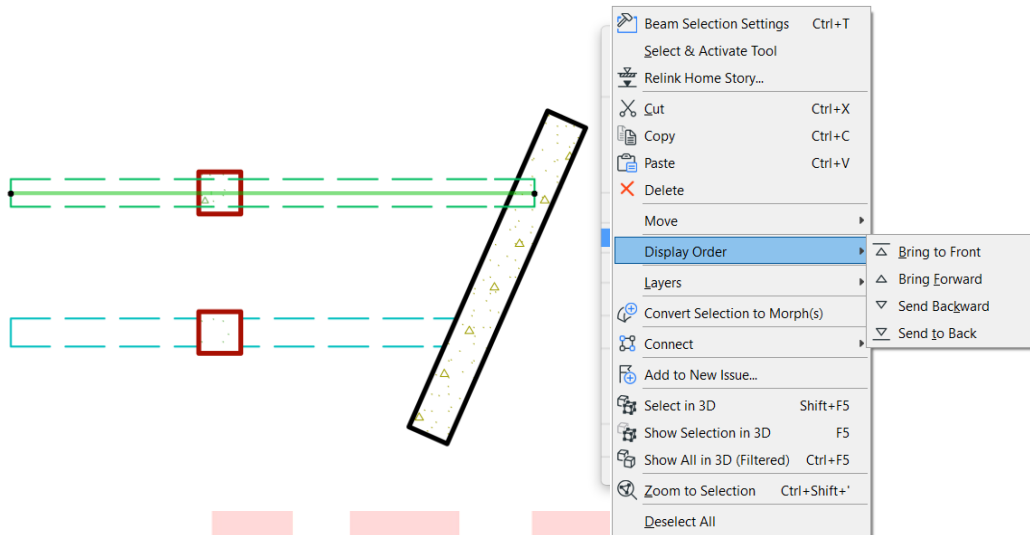 Beam Selection Settings Ctrl+T
Select & Activate Tool
Relink Home Story...
Cut Ctrl+X
Copy Ctrl+C
Paste Ctrl+V
Delete
Move
Display Order
Layers
Convert Selection to Morph(s)
Connect
Add to New Issue...
Select in 3D Shift+F5
Show Selection in 3D F5
Show All in 3D (Filtered) Ctrl+F5
Zoom to Selection Ctrl+Shift+'
Deselect All
Bring to Front
Bring Forward
Send Backward
Send to Back